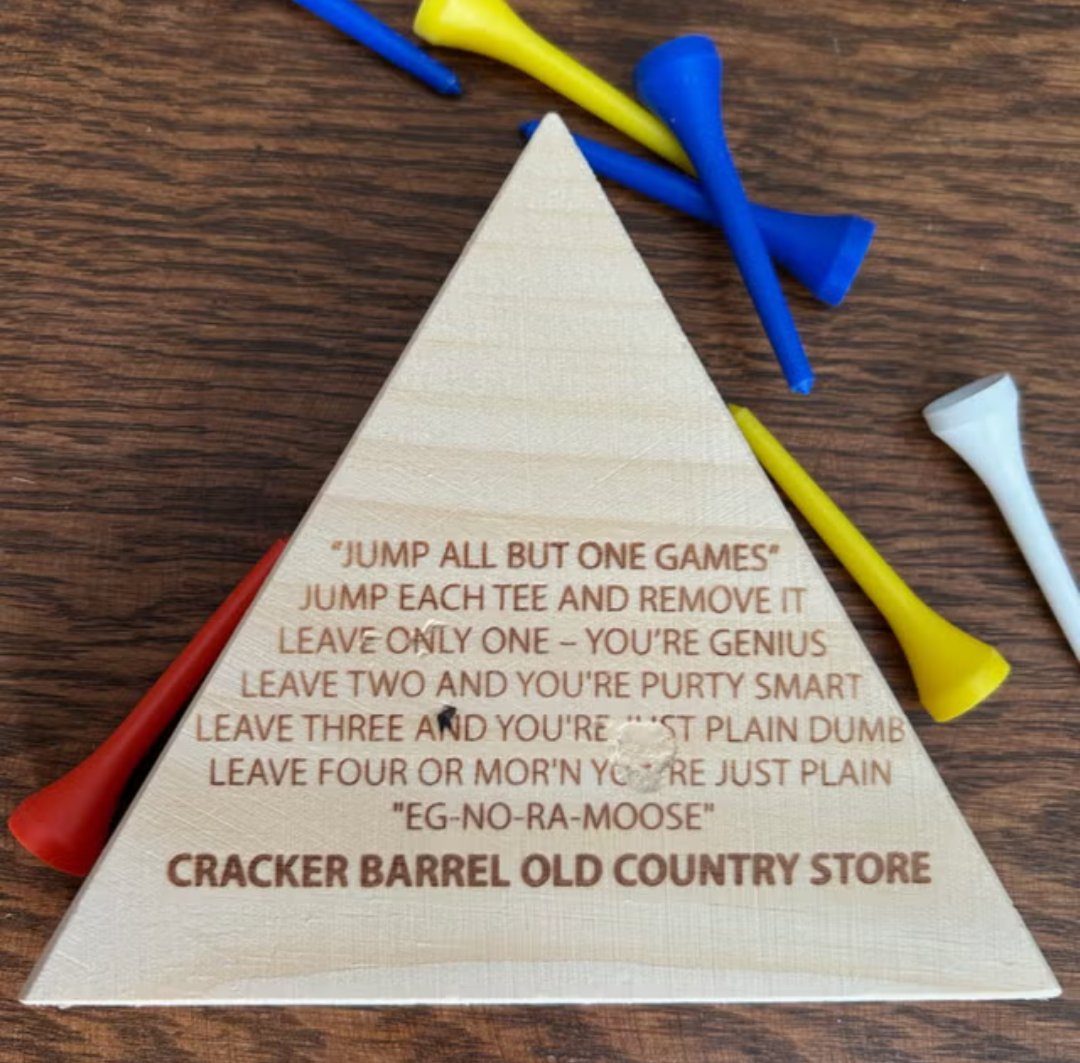 "JUMP ALL BUT ONE GAMES"
JUMP EACH TEE AND REMOVE IT
LEAVE ONLY ONE – YOU'RE GENIUS
LEAVE TWO AND YOU'RE PURTY SMART
LEAVE THREE AND YOU'RE JUST PLAIN DUMB
LEAVE FOUR OR MOR'N YOU'RE JUST PLAIN
"EG-NO-RA-MOOSE"
CRACKER BARREL OLD COUNTRY STORE